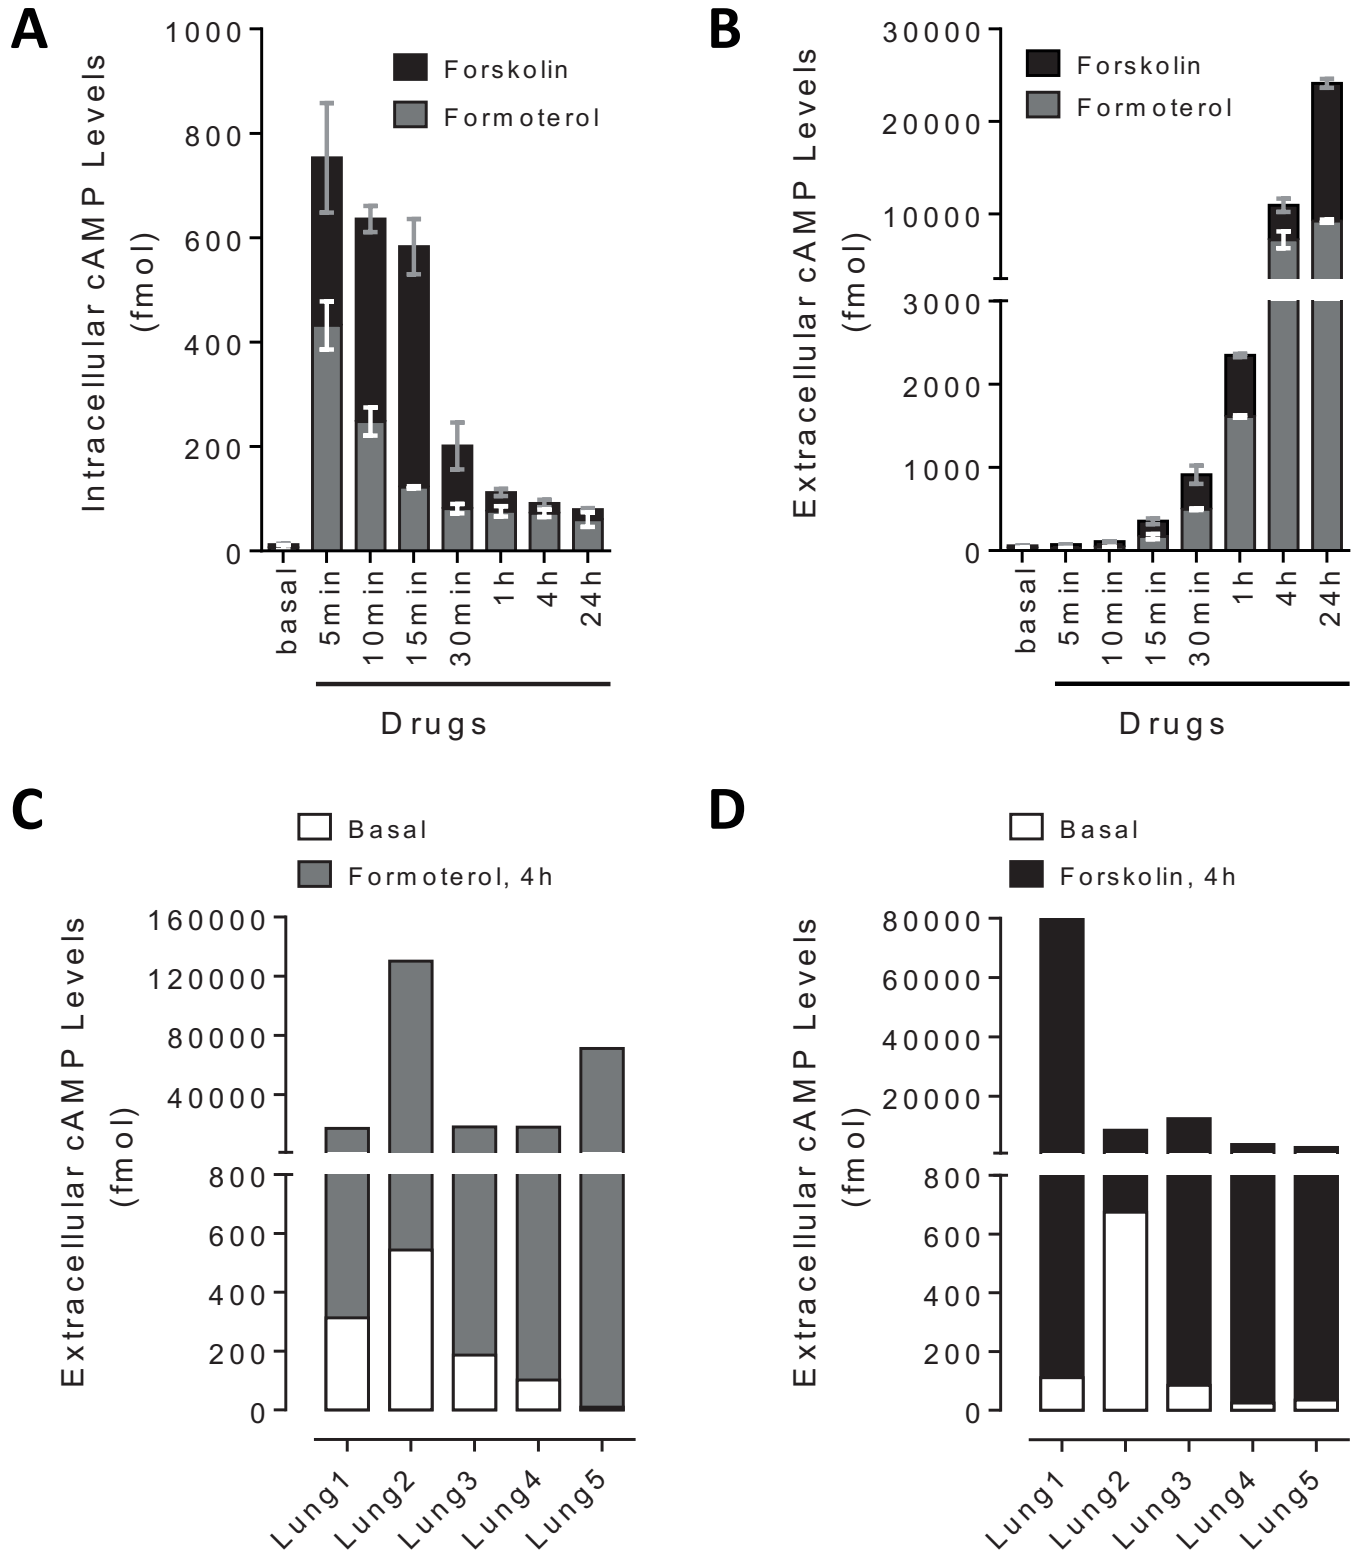 A
Intracellular cAMP Levels
(fmol)
1000
800
600
400
200
0
Forskolin
Formoterol
basal
5min
10min
15min
30min
1h
4h
24h
Drugs
B
Extracellular cAMP Levels
(fmol)
30000
20000
10000
3000
2000
1000
0
Forskolin
Formoterol
basal
5min
10min
15min
30min
1h
4h
24h
Drugs
C
Basal
Formoterol, 4h
Extracellular cAMP Levels
(fmol)
160000
120000
80000
40000
800
600
400
200
0
Lung1
Lung2
Lung3
Lung4
Lung5
D
Basal
Forskolin, 4h
Extracellular cAMP Levels
(fmol)
80000
60000
40000
20000
800
600
400
200
0
Lung1
Lung2
Lung3
Lung4
Lung5